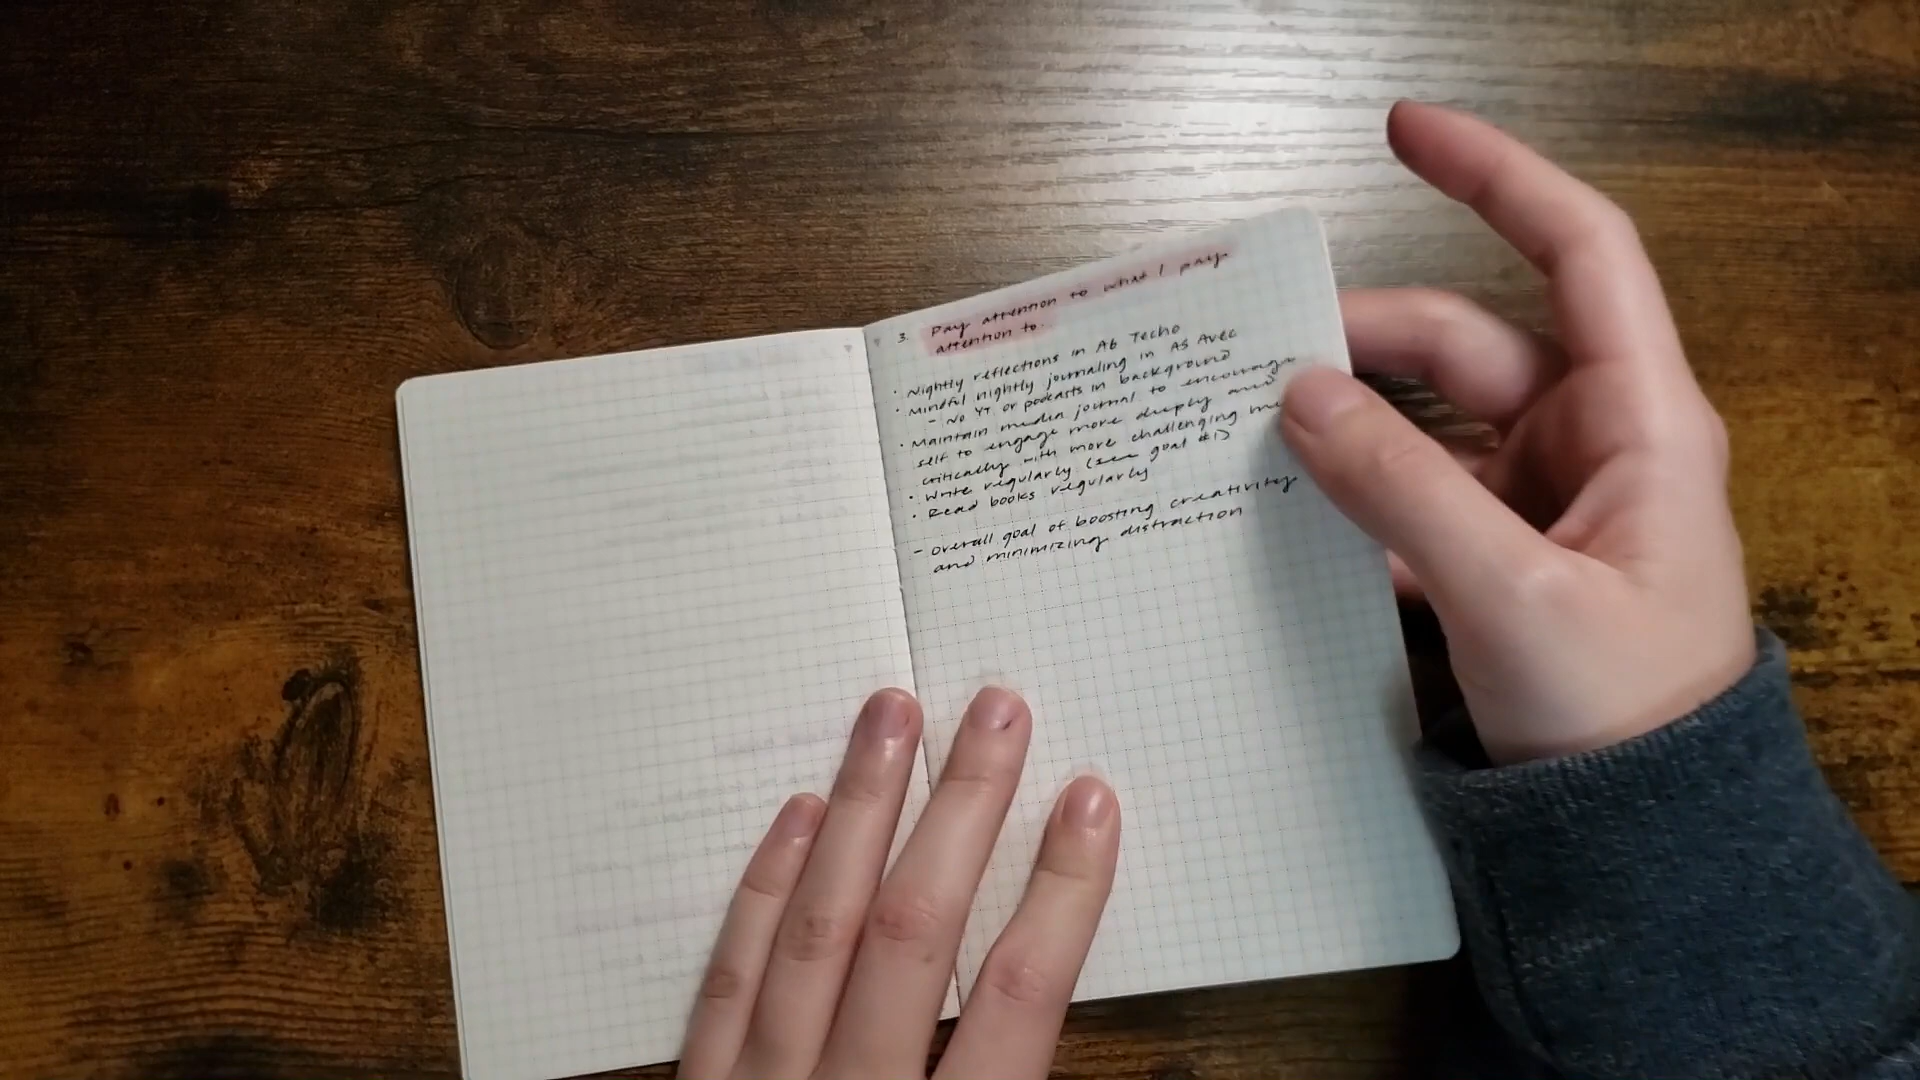 3. Pay attention to what I pay
attention to.
• Nightly reflections in A6 Techo
• Mindful nightly journaling in A5 Avec
- No YT or podcasts in background
• Maintain media journal to encourage
self to engage more deeply and
critically with more challenging
• Write regularly (see goal #1)
• Read books regularly
- overall goal of boosting creativity
and minimizing distraction